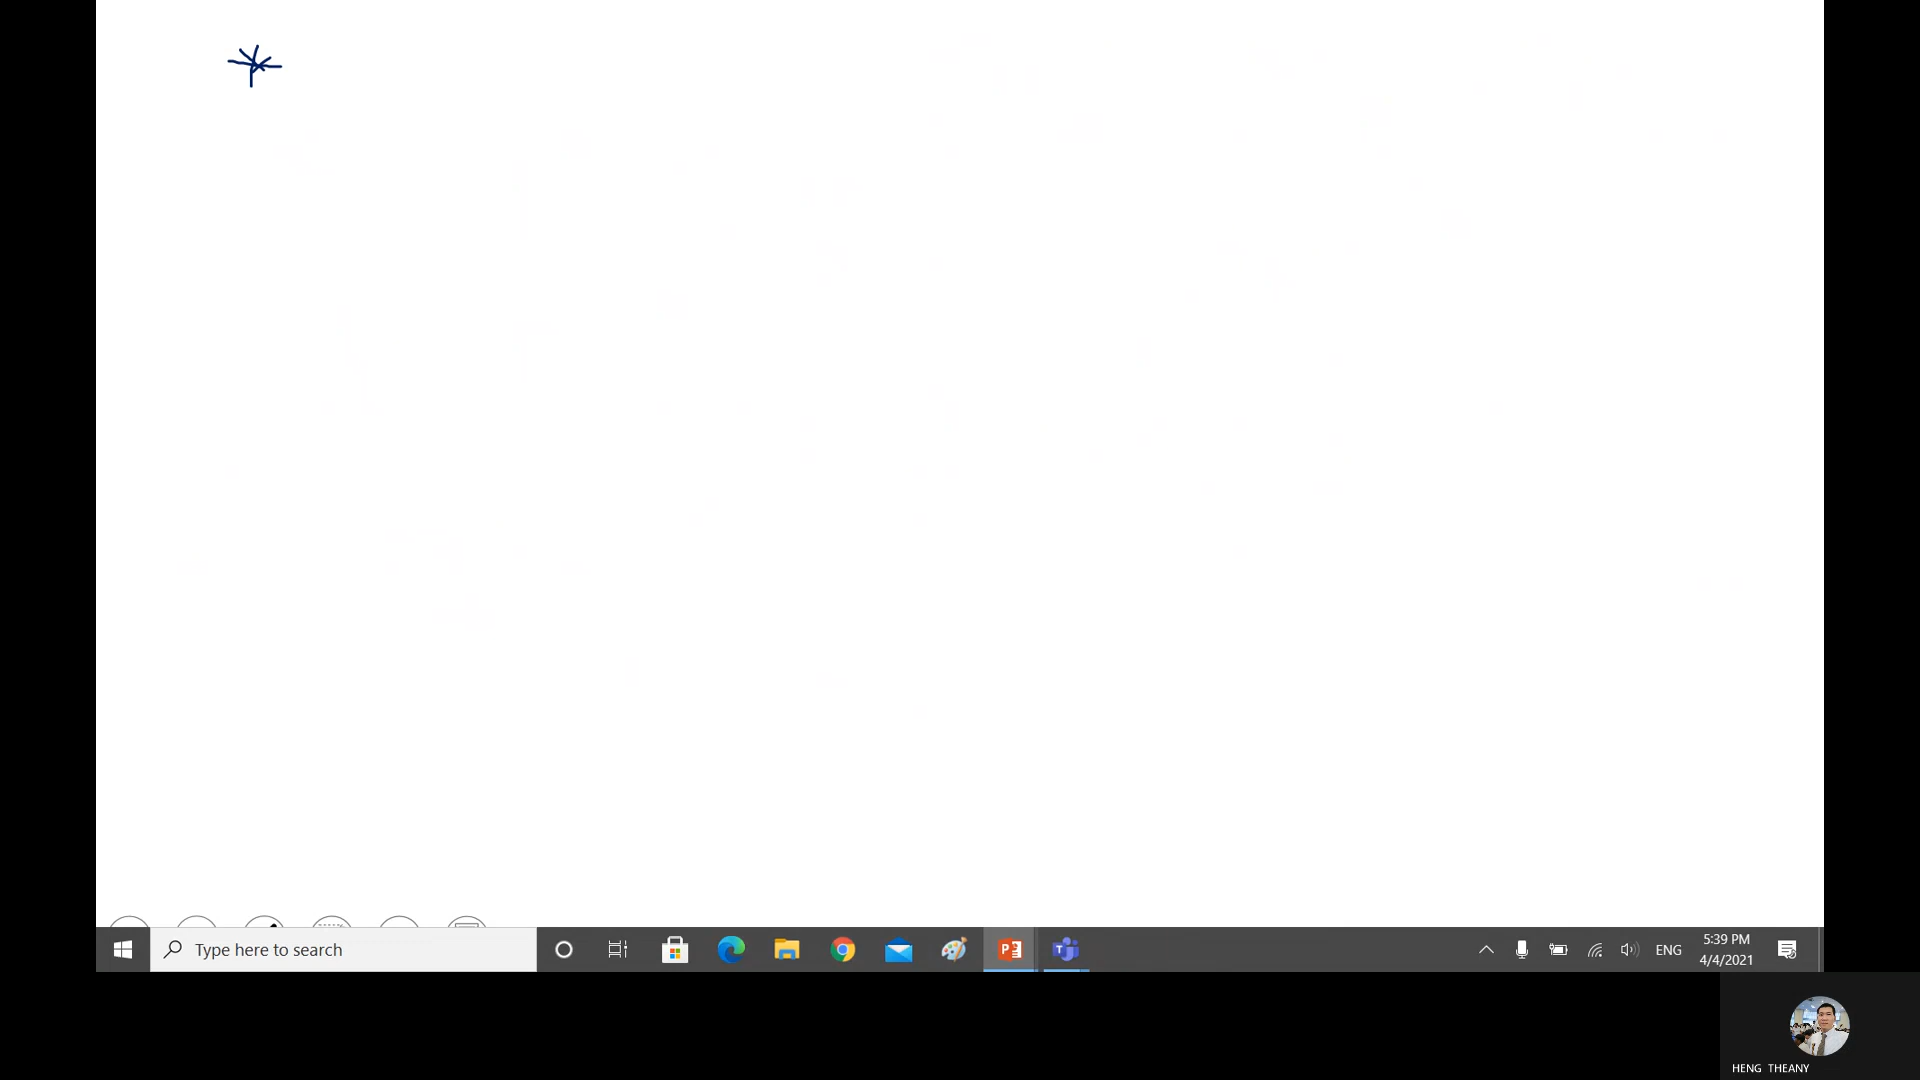 *
Type here to search
ENG
5:39 PM
4/4/2021
HENG THEANY